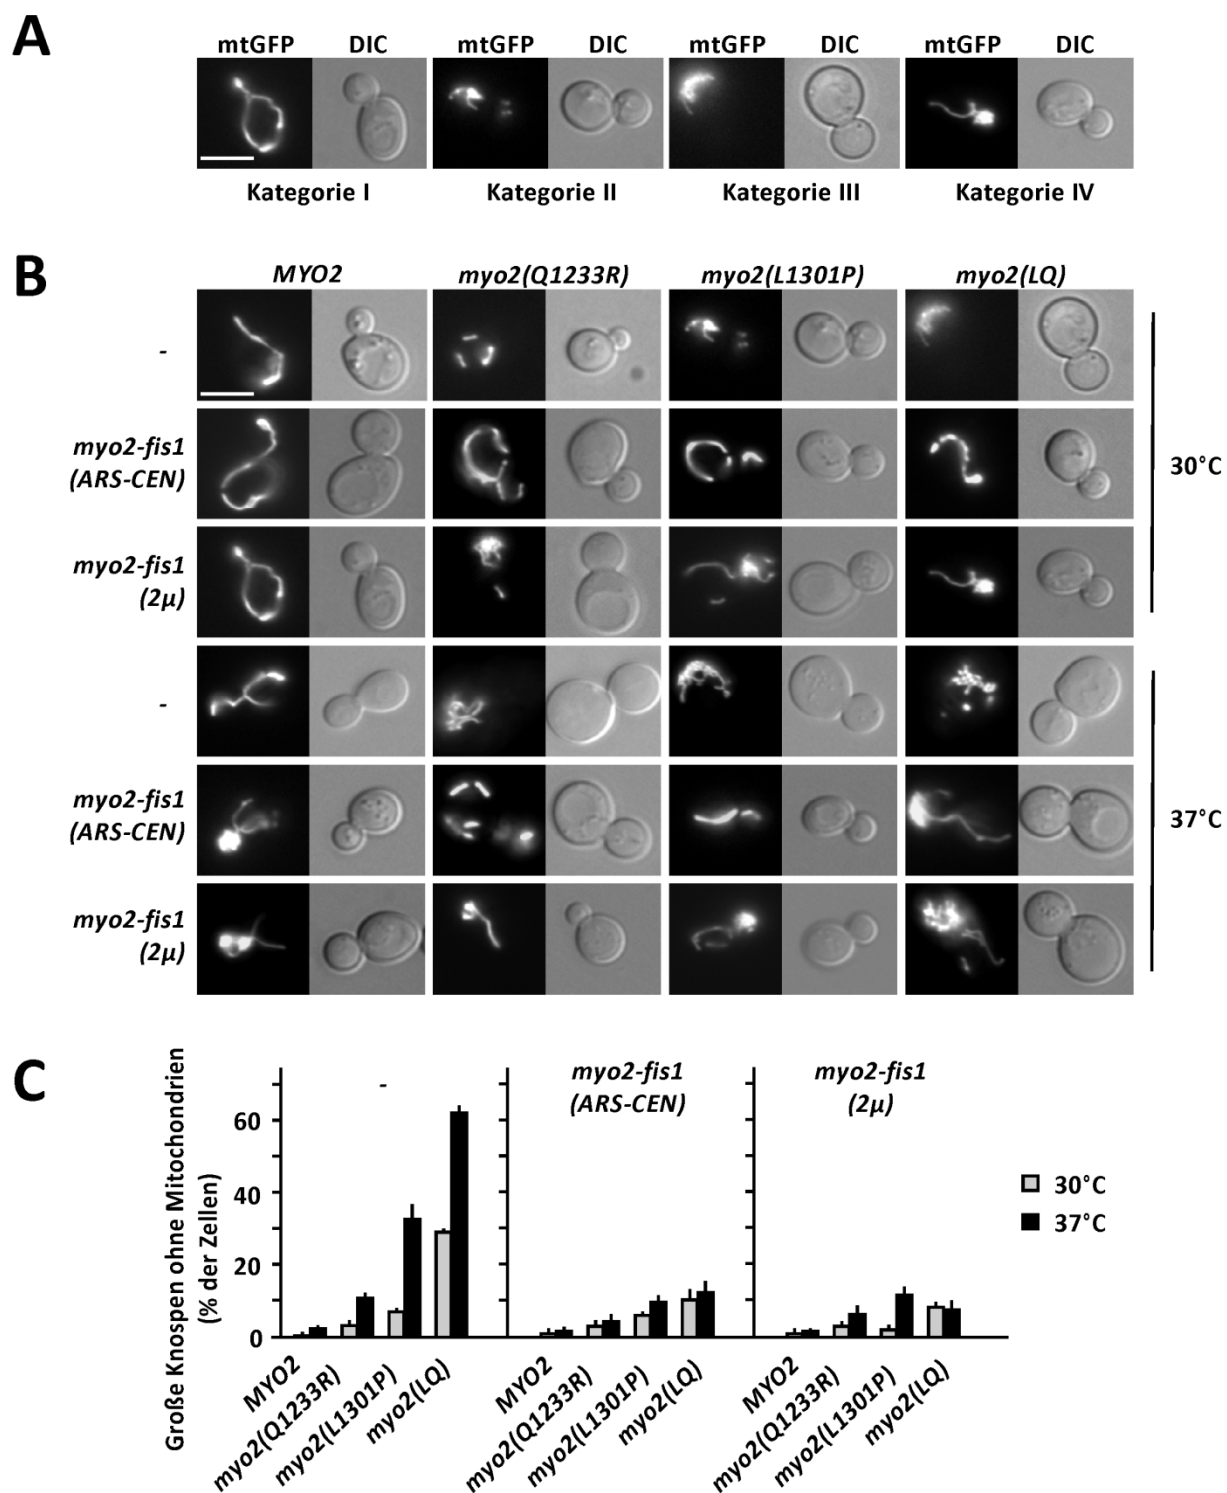 A
mtGFP DIC mtGFP DIC mtGFP DIC mtGFP DIC
Kategorie I Kategorie II Kategorie III Kategorie IV
B
MYO2 myo2(Q1233R) myo2(L1301P) myo2(LQ)
-
myo2-fis1
(ARS-CEN)
30°C
myo2-fis1
(2µ)
-
myo2-fis1
(ARS-CEN)
37°C
myo2-fis1
(2µ)
C
Große Knospen ohne Mitochondrien
(% der Zellen)
60
40
20
0
-
myo2-fis1
(ARS-CEN)
myo2-fis1
(2µ)
30°C
37°C
MYO2
myo2(Q1233R)
myo2(L1301P)
myo2(LQ)
MYO2
myo2(Q1233R)
myo2(L1301P)
myo2(LQ)
MYO2
myo2(Q1233R)
myo2(L1301P)
myo2(LQ)